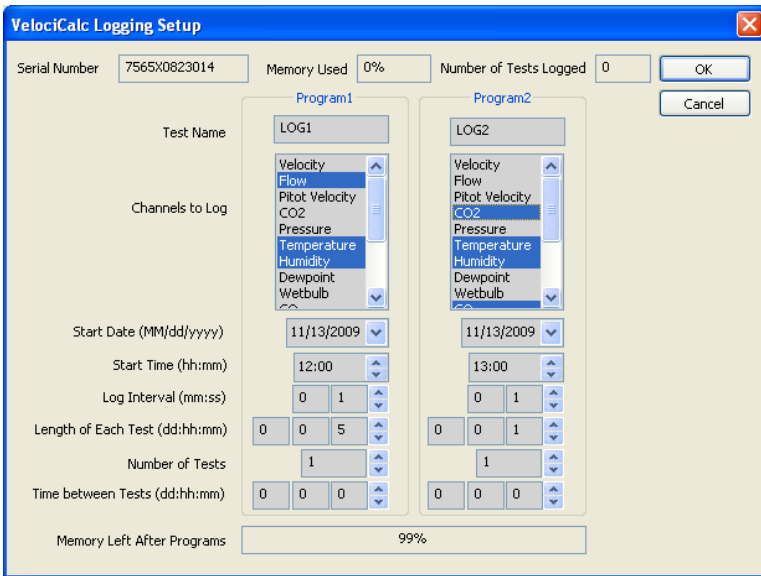 VelociCalc Logging Setup
Serial Number 7565X0823014 Memory Used 0% Number of Tests Logged 0 OK
Cancel
Program1 Program2
Test Name LOG1 LOG2
Channels to Log
Velocity
Flow
Pitot Velocity
CO2
Pressure
Temperature
Humidity
Dewpoint
Wetbulb
CO
Velocity
Flow
Pitot Velocity
CO2
Pressure
Temperature
Humidity
Dewpoint
Wetbulb
CO
Start Date (MM/dd/yyyy) 11/13/2009 11/13/2009
Start Time (hh:mm) 12:00 13:00
Log Interval (mm:ss) 0 1 0 1
Length of Each Test (dd:hh:mm) 0 0 5 0 0 1
Number of Tests 1 1
Time between Tests (dd:hh:mm) 0 0 0 0 0 0
Memory Left After Programs 99%